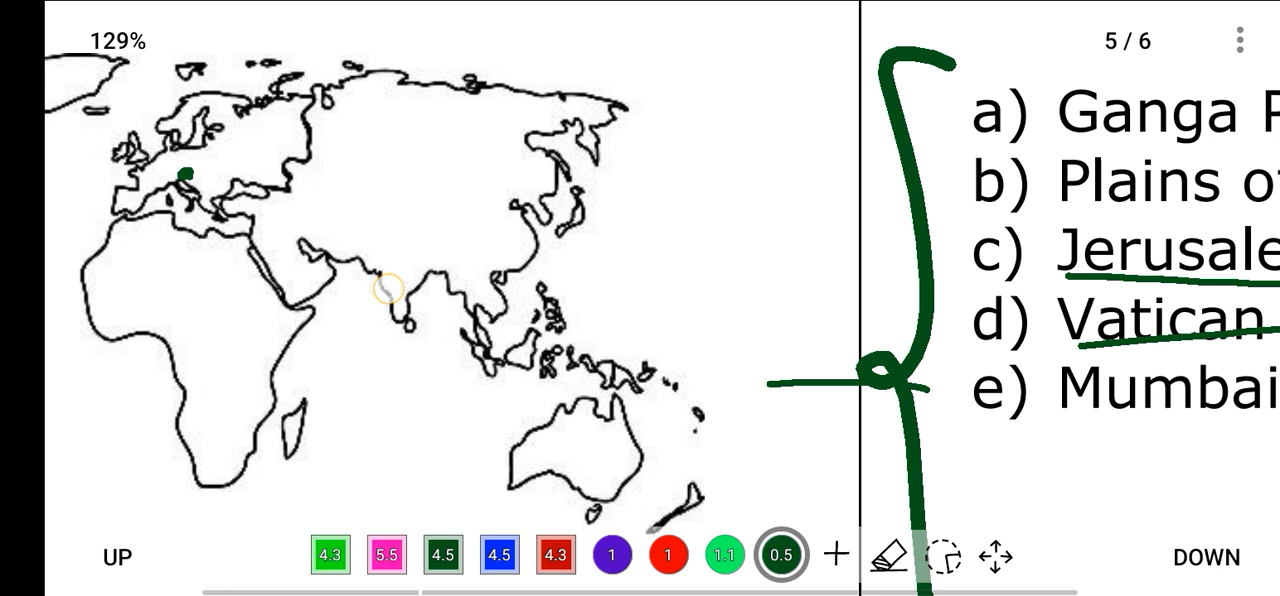 129%
5 / 6
a) Ganga P
b) Plains of
c) Jerusale
d) Vatican
e) Mumbai
UP
4.3 5.5 4.5 4.5 4.3 1 1 1.1 0.5
DOWN